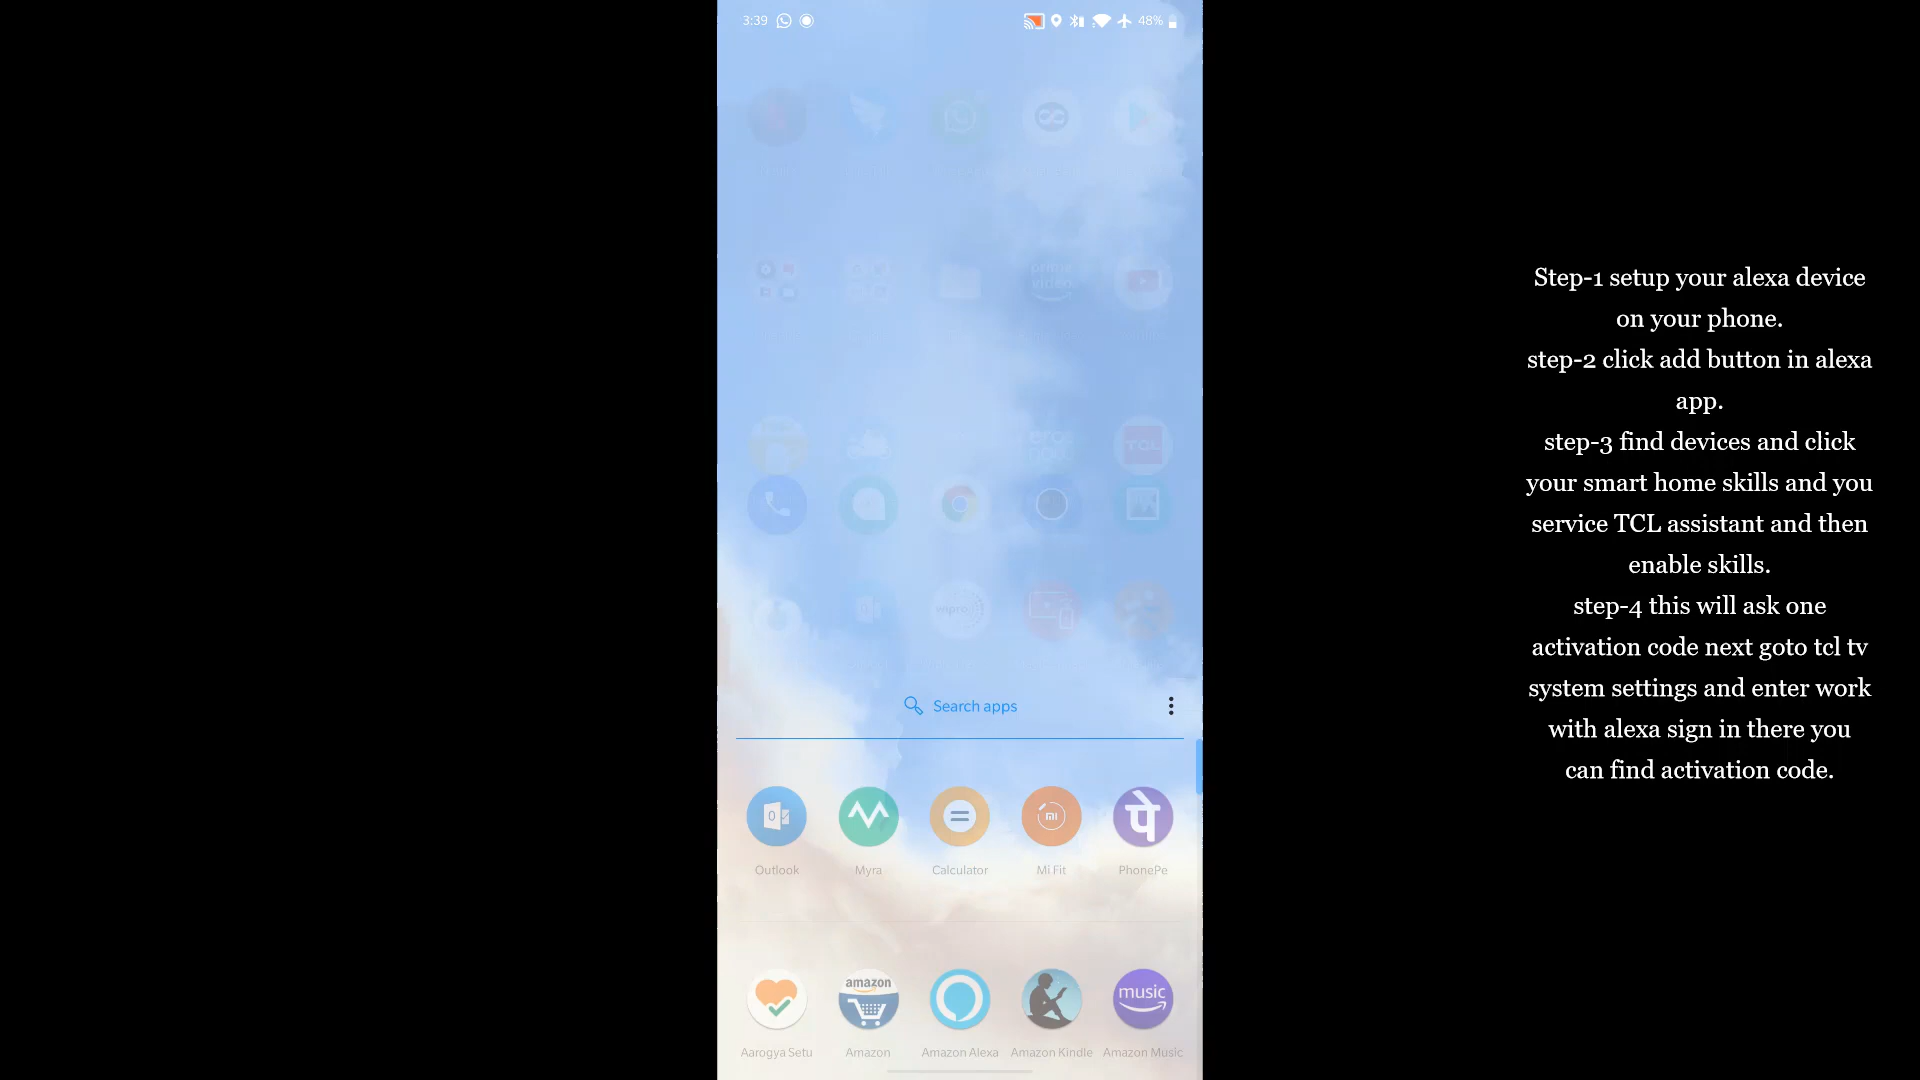 3:39
48%
prime
video
TCL
Search apps
Outlook
Myra
Calculator
Mi Fit
PhonePe
पे
amazon
music
Aarogya Setu
Amazon
Amazon Alexa
Amazon Kindle
Amazon Music
Step-1 setup your alexa device
on your phone.
step-2 click add button in alexa
app.
step-3 find devices and click
your smart home skills and you
service TCL assistant and then
enable skills.
step-4 this will ask one
activation code next goto tcl tv
system settings and enter work
with alexa sign in there you
can find activation code.